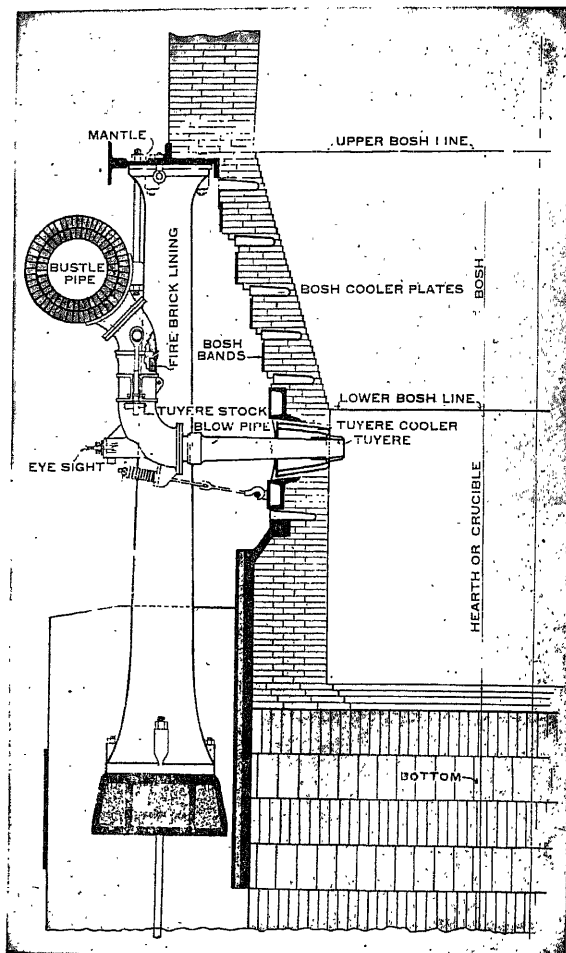 MANTLE
UPPER BOSH LINE
BUSTLE
PIPE
FIRE BRICK LINING
BOSH COOLER PLATES
BOSH
BOSH
BANDS
LOWER BOSH LINE
TUYERE STOCK
TUYERE COOLER
BLOW PIPE
TUYERE
EYE SIGHT
HEARTH OR CRUCIBLE
BOTTOM